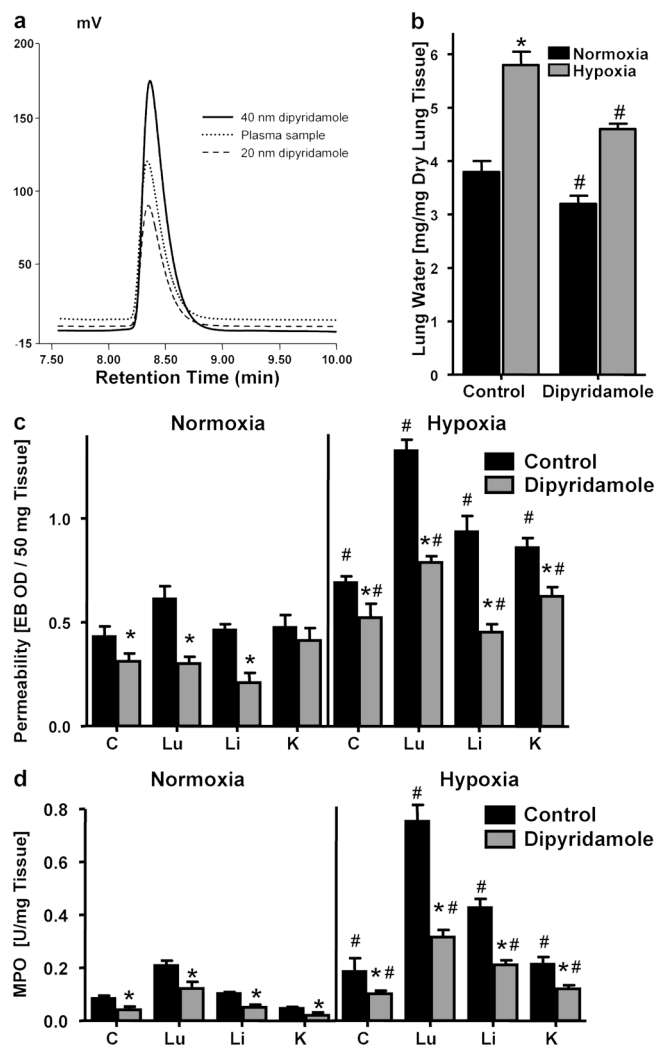 a mV
200
150
100
50
-15
40 nm dipyridamole
Plasma sample
20 nm dipyridamole
7.50 8.00 8.50 9.00 9.50 10.00
Retention Time (min)
b
Lung Water [mg/mg Dry Lung Tissue]
6
5
4
3
2
1
0
*
Normoxia
Hypoxia
#
#
Control Dipyridamole
c Normoxia Hypoxia
Permeability [EB OD / 50 mg Tissue]
1.0
0.5
0.0
Control
Dipyridamole
* * *
# *# # *# # *# # *#
C Lu Li K C Lu Li K
d Normoxia Hypoxia
MPO [U/mg Tissue]
0.8
0.6
0.4
0.2
0.0
Control
Dipyridamole
* * * *
# *# # *# # *# # *#
C Lu Li K C Lu Li K